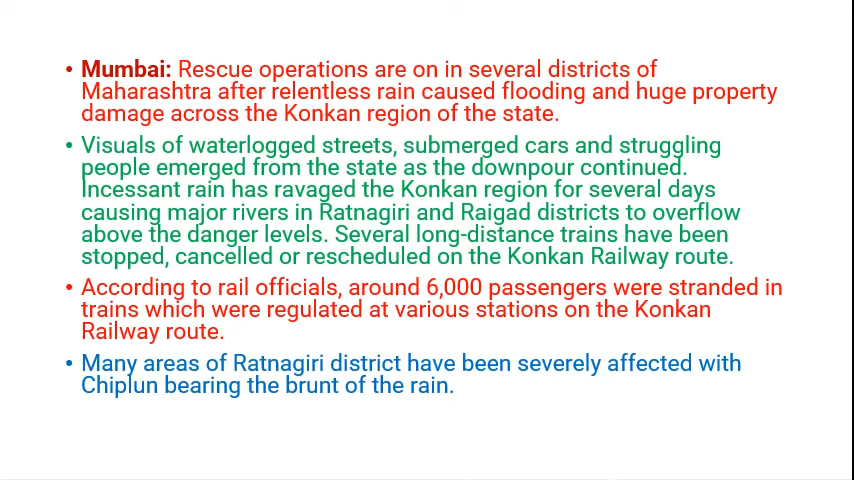 • Mumbai: Rescue operations are on in several districts of
Maharashtra after relentless rain caused flooding and huge property
damage across the Konkan region of the state.
• Visuals of waterlogged streets, submerged cars and struggling
people emerged from the state as the downpour continued.
Incessant rain has ravaged the Konkan region for several days
causing major rivers in Ratnagiri and Raigad districts to overflow
above the danger levels. Several long-distance trains have been
stopped, cancelled or rescheduled on the Konkan Railway route.
• According to rail officials, around 6,000 passengers were stranded in
trains which were regulated at various stations on the Konkan
Railway route.
• Many areas of Ratnagiri district have been severely affected with
Chiplun bearing the brunt of the rain.